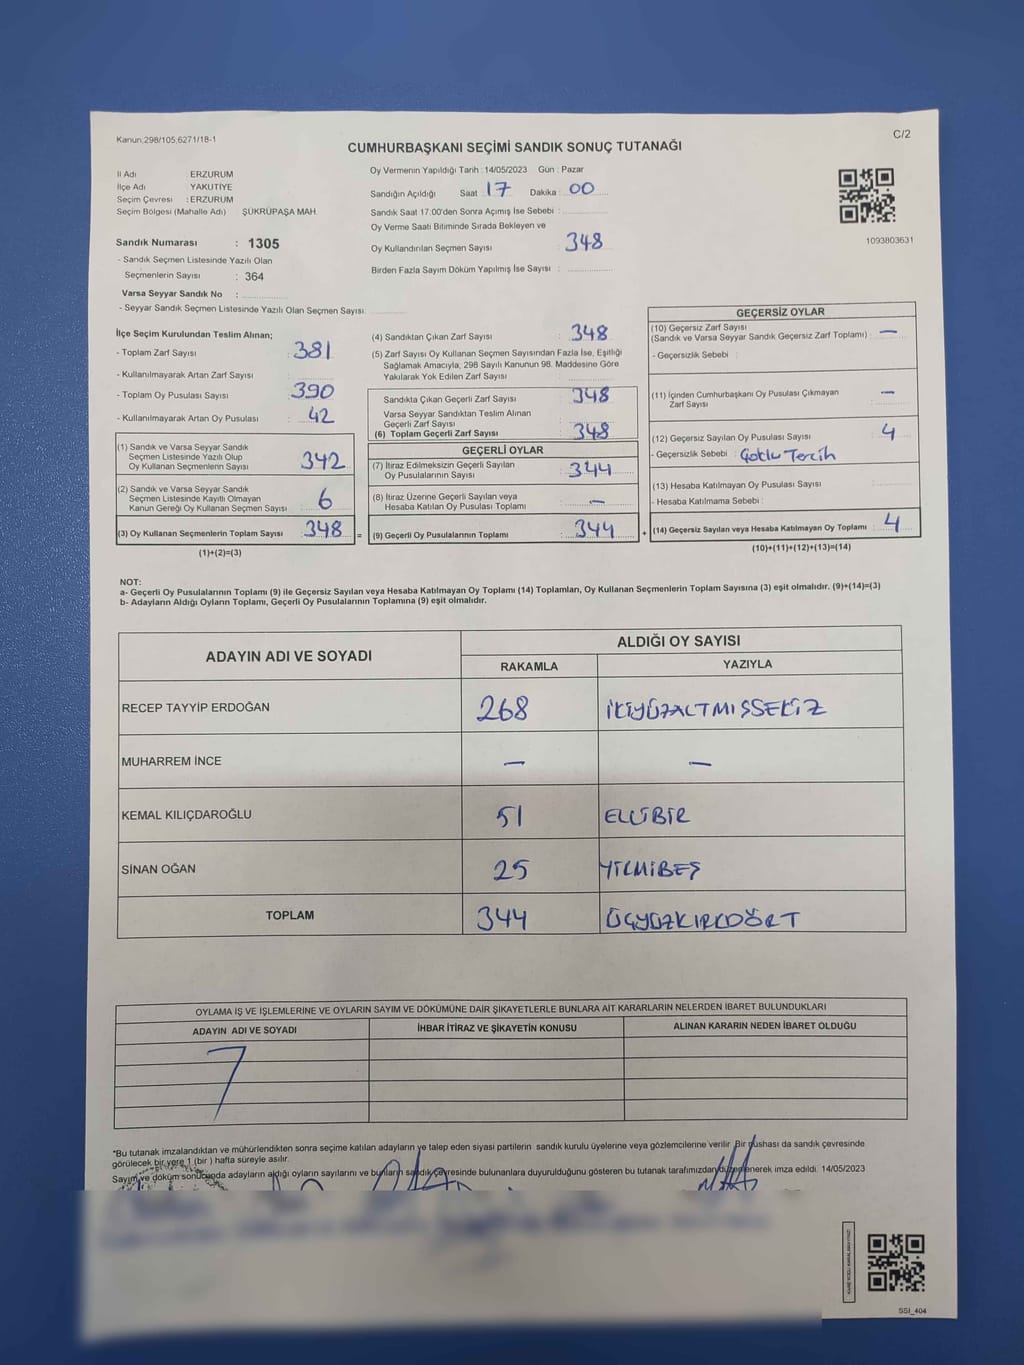 Kanun:298/105,6271/18-1
C/2
CUMHURBAŞKANI SEÇİMİ SANDIK SONUÇ TUTANAĞI
İl Adı ERZURUM
İlçe Adı YAKUTİYE
Seçim Çevresi : ERZURUM
Seçim Bölgesi (Mahalle Adı) ŞÜKRÜPAŞA MAH.
Sandık Numarası : 1305
- Sandık Seçmen Listesinde Yazılı Olan
Seçmenlerin Sayısı : 364
Varsa Seyyar Sandık No :
- Seyyar Sandık Seçmen Listesinde Yazılı Olan Seçmen Sayısı:
Oy Vermenin Yapıldığı Tarih : 14/05/2023 Gün : Pazar
Sandığın Açıldığı Saat 17 Dakika 00
Sandık Saat 17:00'den Sonra Açımış İse Sebebi :
Oy Verme Saati Bitiminde Sırada Bekleyen ve
Oy Kullandırılan Seçmen Sayısı : 348
Birden Fazla Sayım Döküm Yapılmış İse Sayısı :
1093803631
İlçe Seçim Kurulundan Teslim Alınan;
- Toplam Zarf Sayısı : 381
- Kullanılmayarak Artan Zarf Sayısı :
- Toplam Oy Pusulası Sayısı : 390
- Kullanılmayarak Artan Oy Pusulası : 42
(1) Sandık ve Varsa Seyyar Sandık
Seçmen Listesinde Yazılı Olup
Oy Kullanan Seçmenlerin Sayısı : 342
(2) Sandık ve Varsa Seyyar Sandık
Seçmen Listesinde Kayıtlı Olmayan
Kanun Gereği Oy Kullanan Seçmen Sayısı : 6
(3) Oy Kullanan Seçmenlerin Toplam Sayısı : 348 =
(1)+(2)=(3)
(4) Sandıktan Çıkan Zarf Sayısı : 348
(5) Zarf Sayısı Oy Kullanan Seçmen Sayısından Fazla İse, Eşitliği
Sağlamak Amacıyla, 298 Sayılı Kanunun 98. Maddesine Göre
Yakılarak Yok Edilen Zarf Sayısı :
Sandıkta Çıkan Geçerli Zarf Sayısı : 348
Varsa Seyyar Sandıktan Teslim Alınan
Geçerli Zarf Sayısı :
(6) Toplam Geçerli Zarf Sayısı : 348
GEÇERLİ OYLAR
(7) İtiraz Edilmeksizin Geçerli Sayılan
Oy Pusulalarının Sayısı : 344
(8) İtiraz Üzerine Geçerli Sayılan veya
Hesaba Katılan Oy Pusulası Toplamı : —
(9) Geçerli Oy Pusulalarının Toplamı : 344 +
GEÇERSİZ OYLAR
(10) Geçersiz Zarf Sayısı
(Sandık ve Varsa Seyyar Sandık Geçersiz Zarf Toplamı) : —
- Geçersizlik Sebebi :
(11) İçinden Cumhurbaşkanı Oy Pusulası Çıkmayan
Zarf Sayısı : —
(12) Geçersiz Sayılan Oy Pusulası Sayısı : 4
- Geçersizlik Sebebi : Çoklu Tercih
(13) Hesaba Katılmayan Oy Pusulası Sayısı :
- Hesaba Katılmama Sebebi :
(14) Geçersiz Sayılan veya Hesaba Katılmayan Oy Toplamı : 4
(10)+(11)+(12)+(13)=(14)
NOT:
a- Geçerli Oy Pusulalarının Toplamı (9) ile Geçersiz Sayılan veya Hesaba Katılmayan Oy Toplamı (14) Toplamları, Oy Kullanan Seçmenlerin Toplam Sayısına (3) eşit olmalıdır. (9)+(14)=(3)
b- Adayların Aldığı Oyların Toplamı, Geçerli Oy Pusulalarının Toplamına (9) eşit olmalıdır.
ADAYIN ADI VE SOYADI
ALDIĞI OY SAYISI
RAKAMLA YAZIYLA
RECEP TAYYİP ERDOĞAN 268 İKİYÜZALTMIŞSEKİZ
MUHARREM İNCE — —
KEMAL KILIÇDAROĞLU 51 ELLİBİR
SİNAN OĞAN 25 YİRMİBEŞ
TOPLAM 344 ÜÇYÜZKIRKDÖRT
OYLAMA İŞ VE İŞLEMLERİNE VE OYLARIN SAYIM VE DÖKÜMÜNE DAİR ŞİKAYETLERLE BUNLARA AİT KARARLARIN NELERDEN İBARET BULUNDUKLARI
ADAYIN ADI VE SOYADI İHBAR İTİRAZ VE ŞİKAYETİN KONUSU ALINAN KARARIN NEDEN İBARET OLDUĞU
*Bu tutanak imzalandıktan ve mühürlendikten sonra seçime katılan adayların ve talep eden siyasi partilerin sandık kurulu üyelerine veya gözlemcilerine verilir. Bir nushası da sandık çevresinde
görülecek bir yere 1 (bir ) hafta süreyle asılır.
Sayım ve döküm sonucunda adayların aldığı oyların sayılarını ve bunların sandık çevresinde bulunanlara duyurulduğunu gösteren bu tutanak tarafımızdan düzenlenerek imza edildi. 14/05/2023
SSI_404